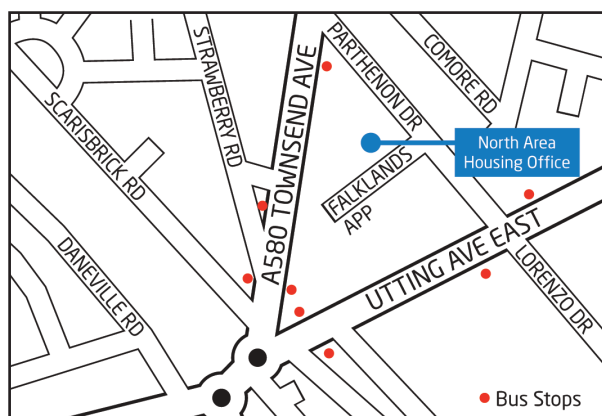 STRAWBERRY RD
A580 TOWNSEND AVE
PARTHENON DR
COMORE RD
SCARISBRICK RD
North Area
Housing Office
FALKLANDS
APP
UTTING AVE EAST
DANEVILLE RD
LORENZO DR
Bus Stops